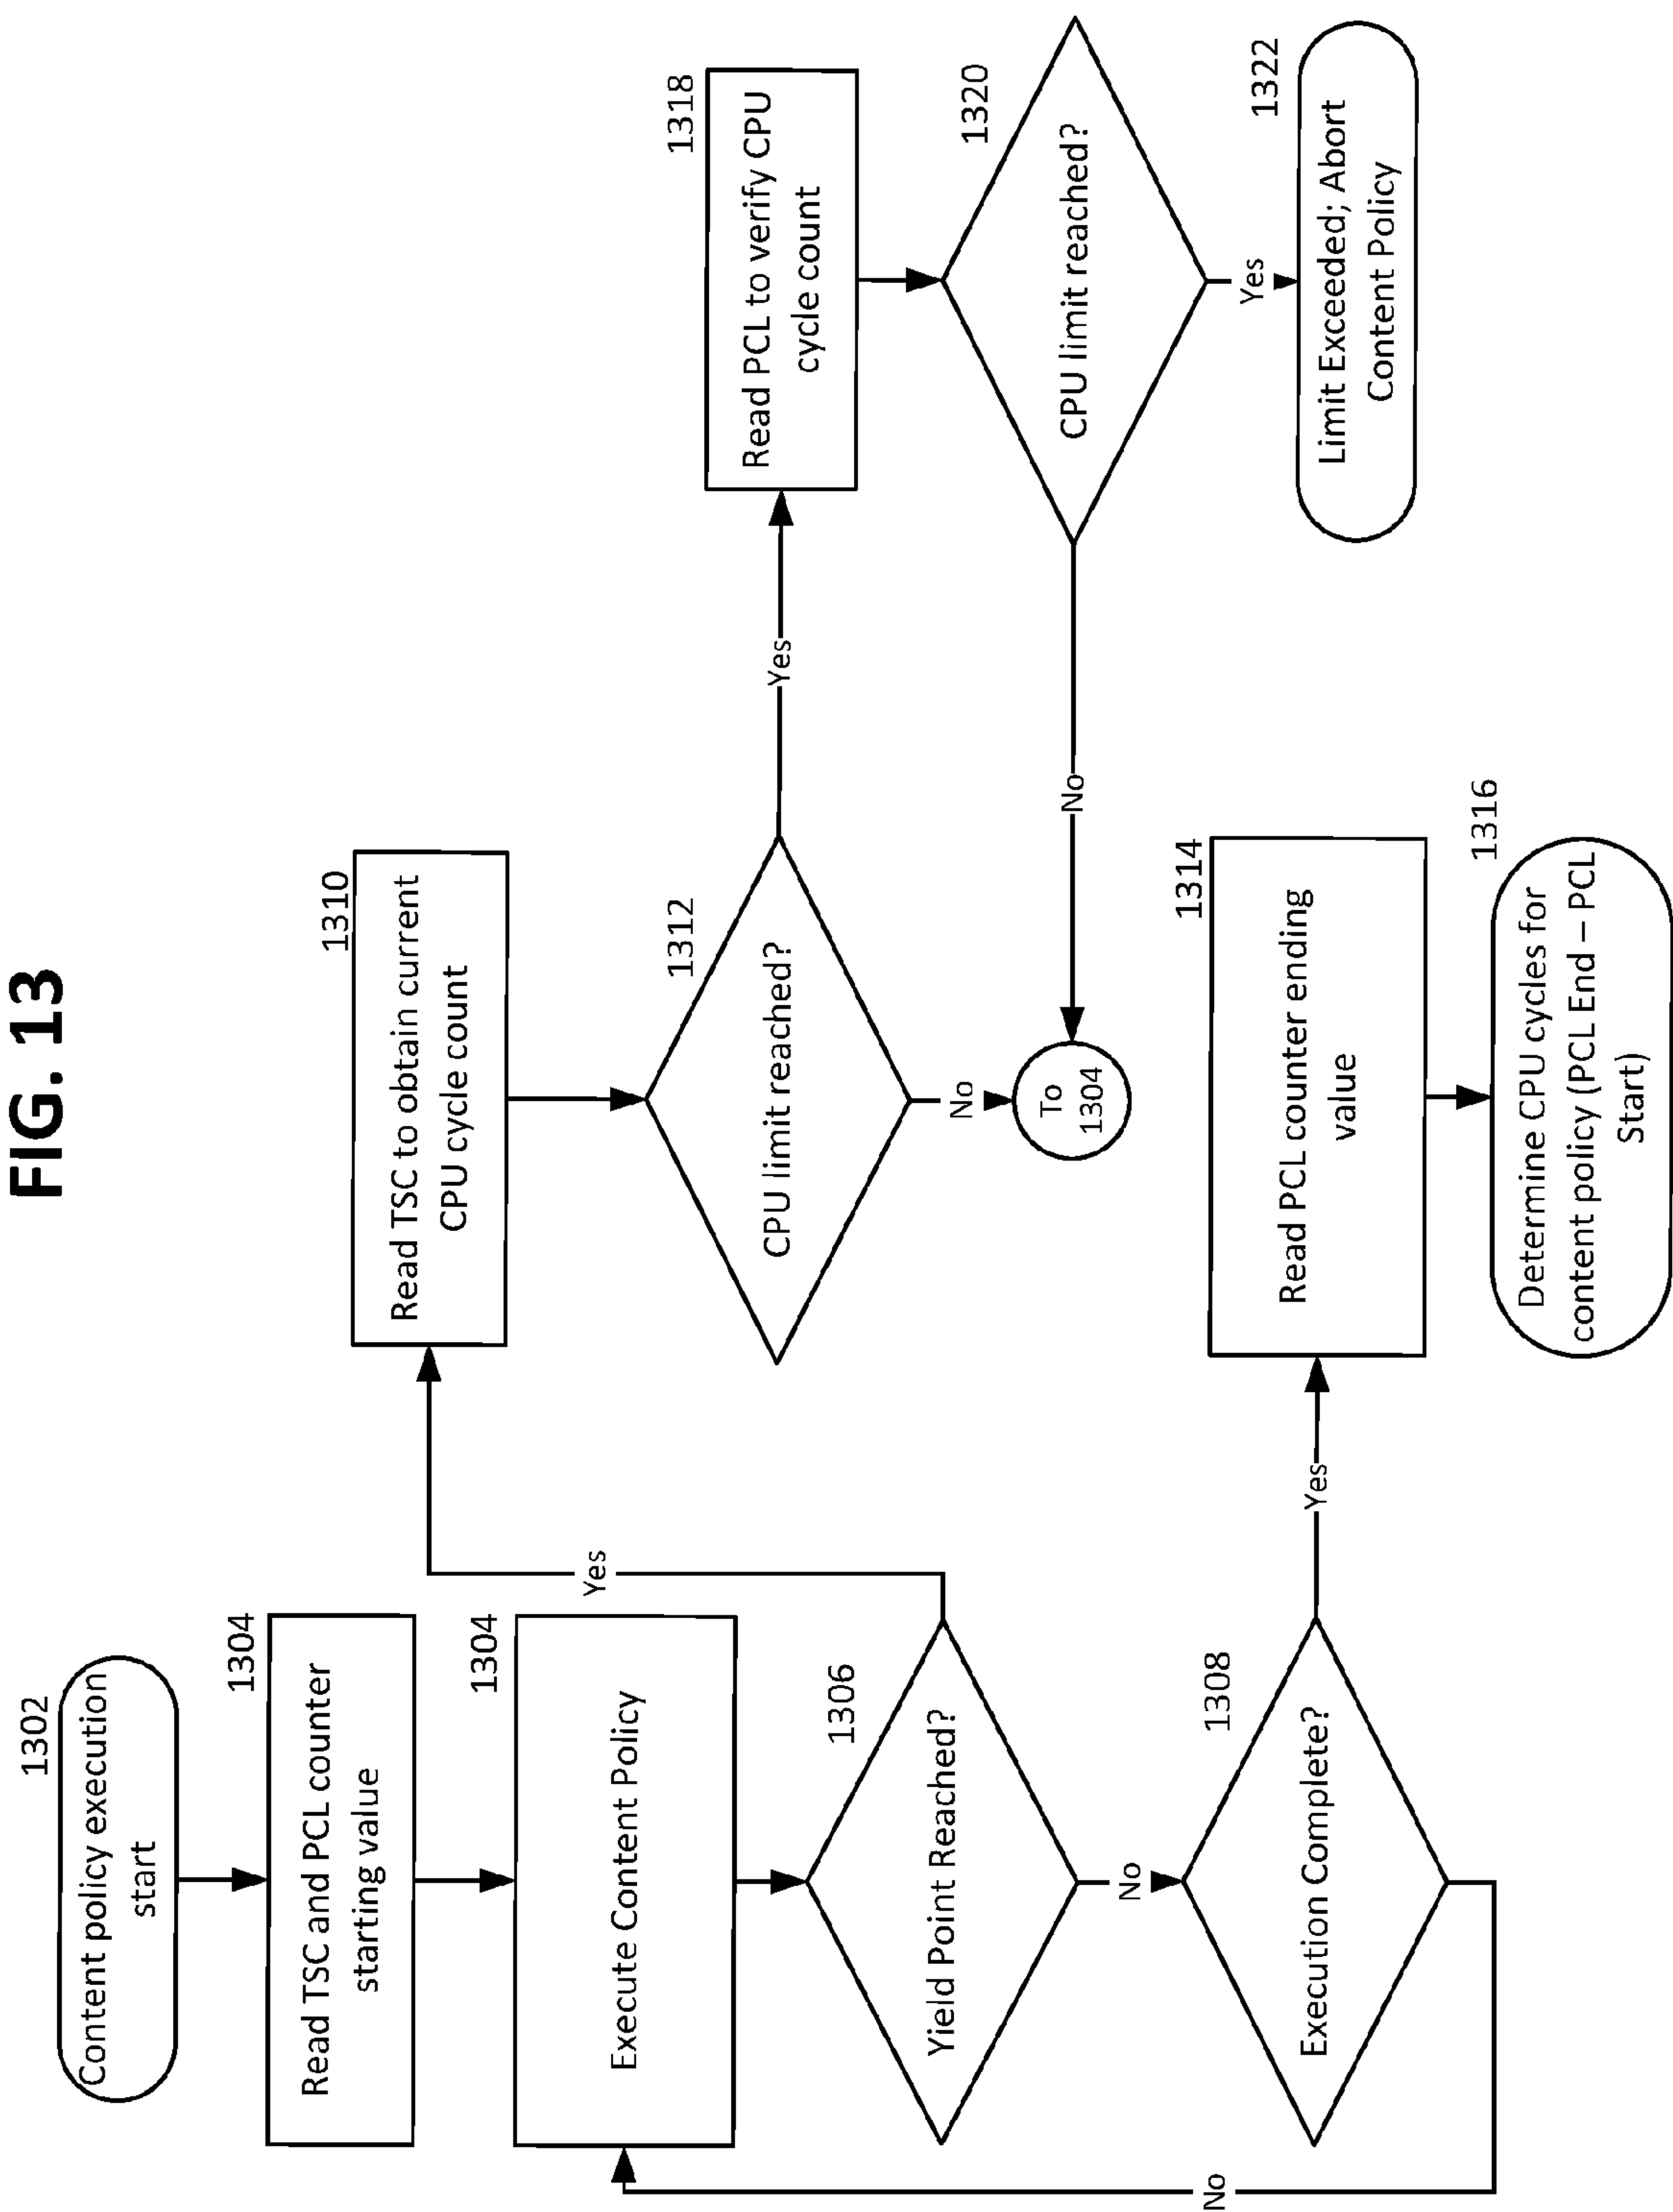 FIG. 13
1302
Content policy execution
start
1304
Read TSC and PCL counter
starting value
1304
Execute Content Policy
1306
Yield Point Reached?
Yes
No
1308
Execution Complete?
Yes
No
1310
Read TSC to obtain current
CPU cycle count
1312
CPU limit reached?
Yes
No
To
1304
1314
Read PCL counter ending
value
1316
Determine CPU cycles for
content policy (PCL End – PCL
Start)
1318
Read PCL to verify CPU
cycle count
1320
CPU limit reached?
No
Yes
1322
Limit Exceeded; Abort
Content Policy